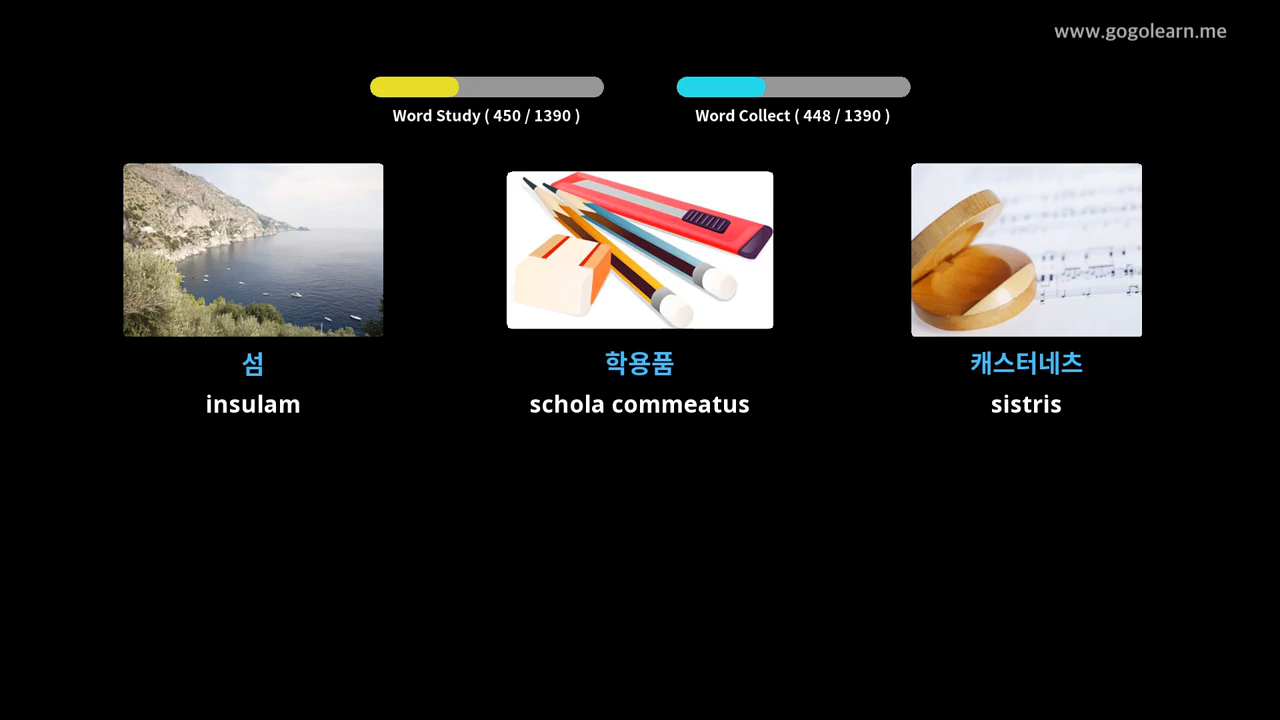 www.gogolearn.me
Word Study ( 450 / 1390 )
Word Collect ( 448 / 1390 )
섬
학용품
캐스터네츠
insulam
schola commeatus
sistris